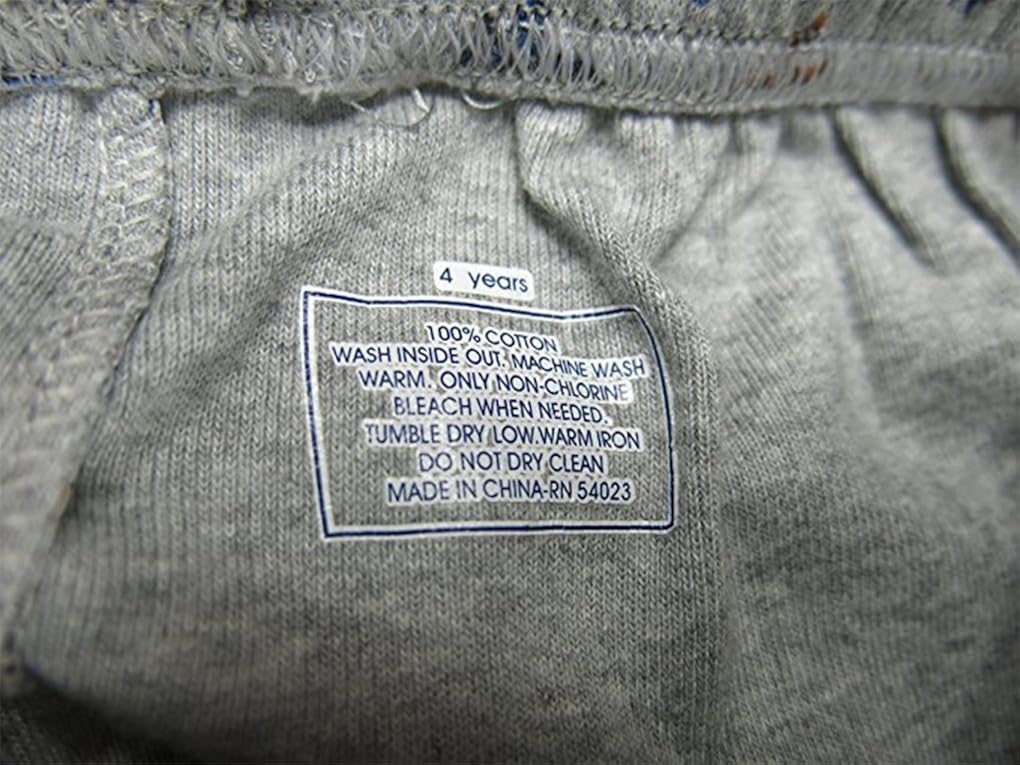 4 years
100% COTTON
WASH INSIDE OUT. MACHINE WASH
WARM. ONLY NON-CHLORINE
BLEACH WHEN NEEDED.
TUMBLE DRY LOW.WARM IRON
DO NOT DRY CLEAN
MADE IN CHINA-RN 54023